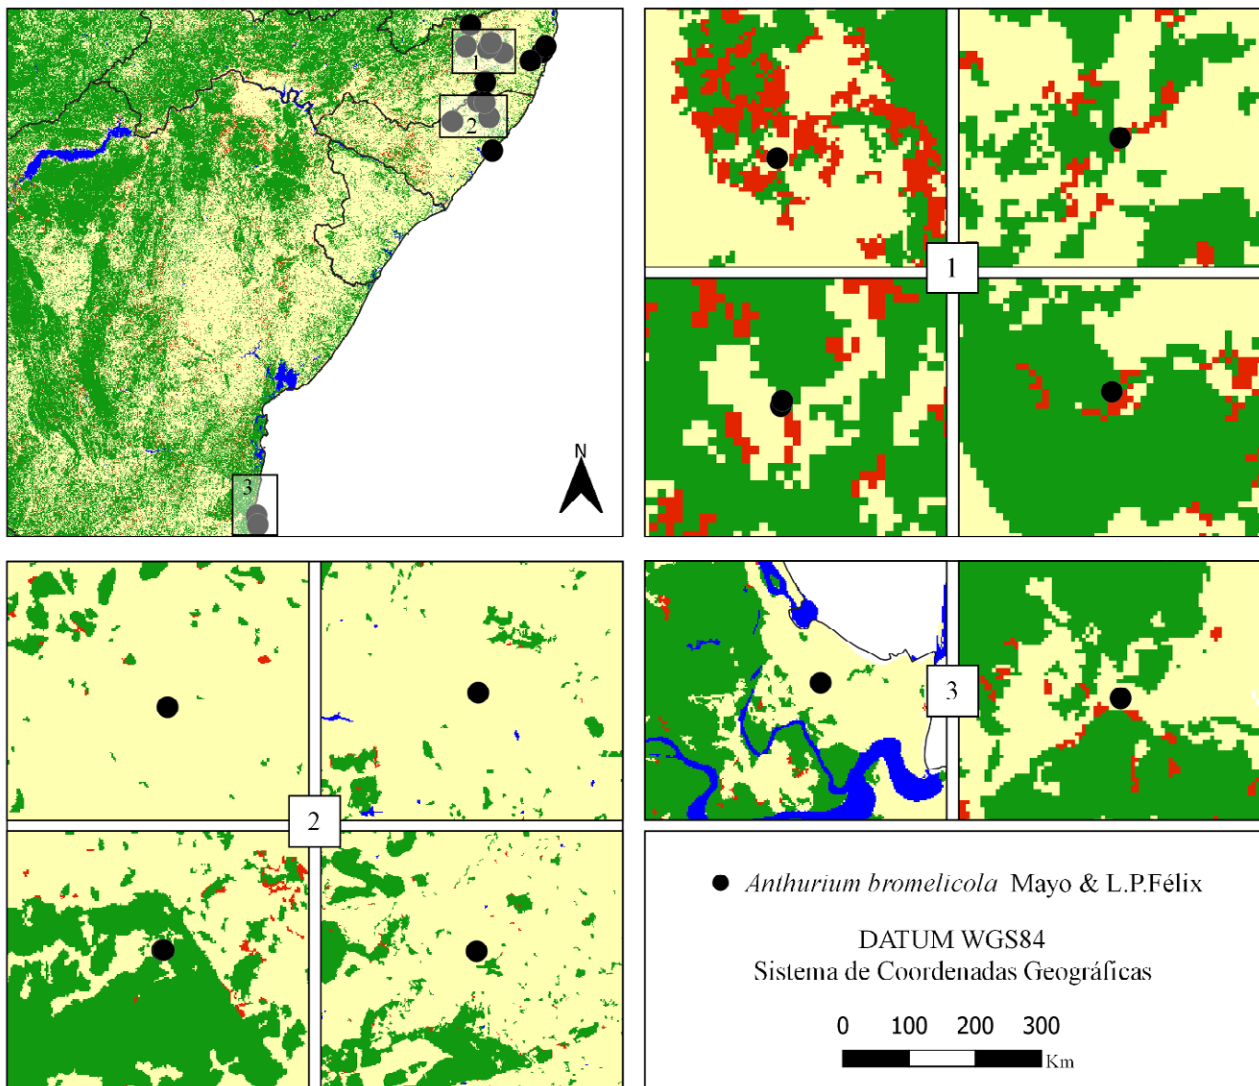 1
2
N
3
1
2
3
Anthurium bromelicola Mayo & L.P.Félix
DATUM WGS84
Sistema de Coordenadas Geográficas
0 100 200 300
Km